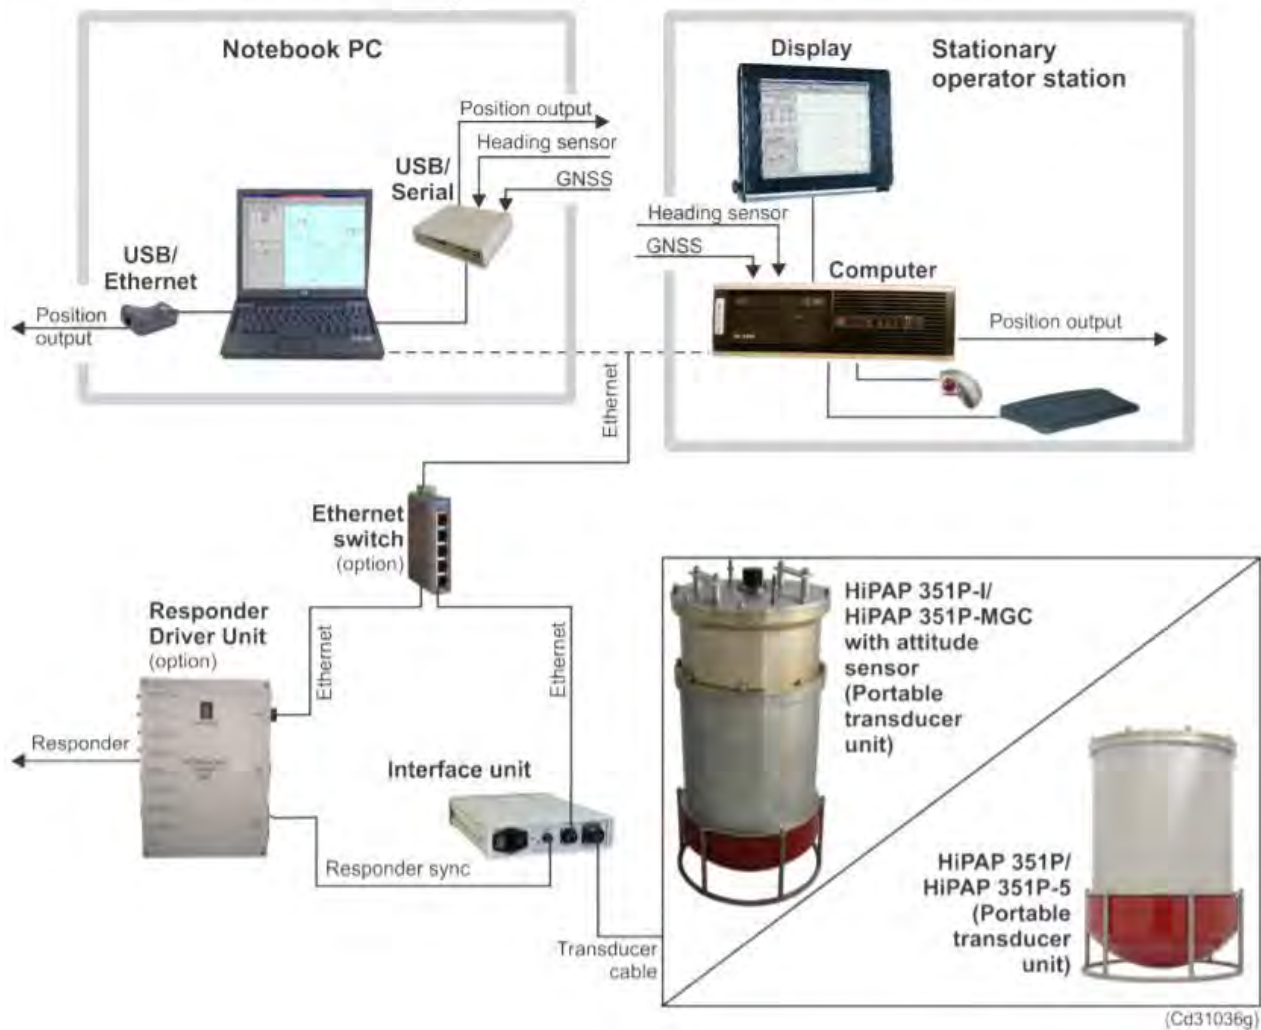 Notebook PC
Position output
Heading sensor
GNSS
USB/
Serial
USB/
Ethernet
Position
output
Display
Stationary
operator station
Heading sensor
GNSS
Computer
Position output
Ethernet
Ethernet
switch
(option)
Responder
Driver Unit
(option)
Ethernet
Ethernet
Responder
Interface unit
Responder sync
Transducer
cable
HiPAP 351P-I/
HiPAP 351P-MGC
with attitude
sensor
(Portable
transducer
unit)
HiPAP 351P/
HiPAP 351P-5
(Portable
transducer
unit)
(Cd31036g)